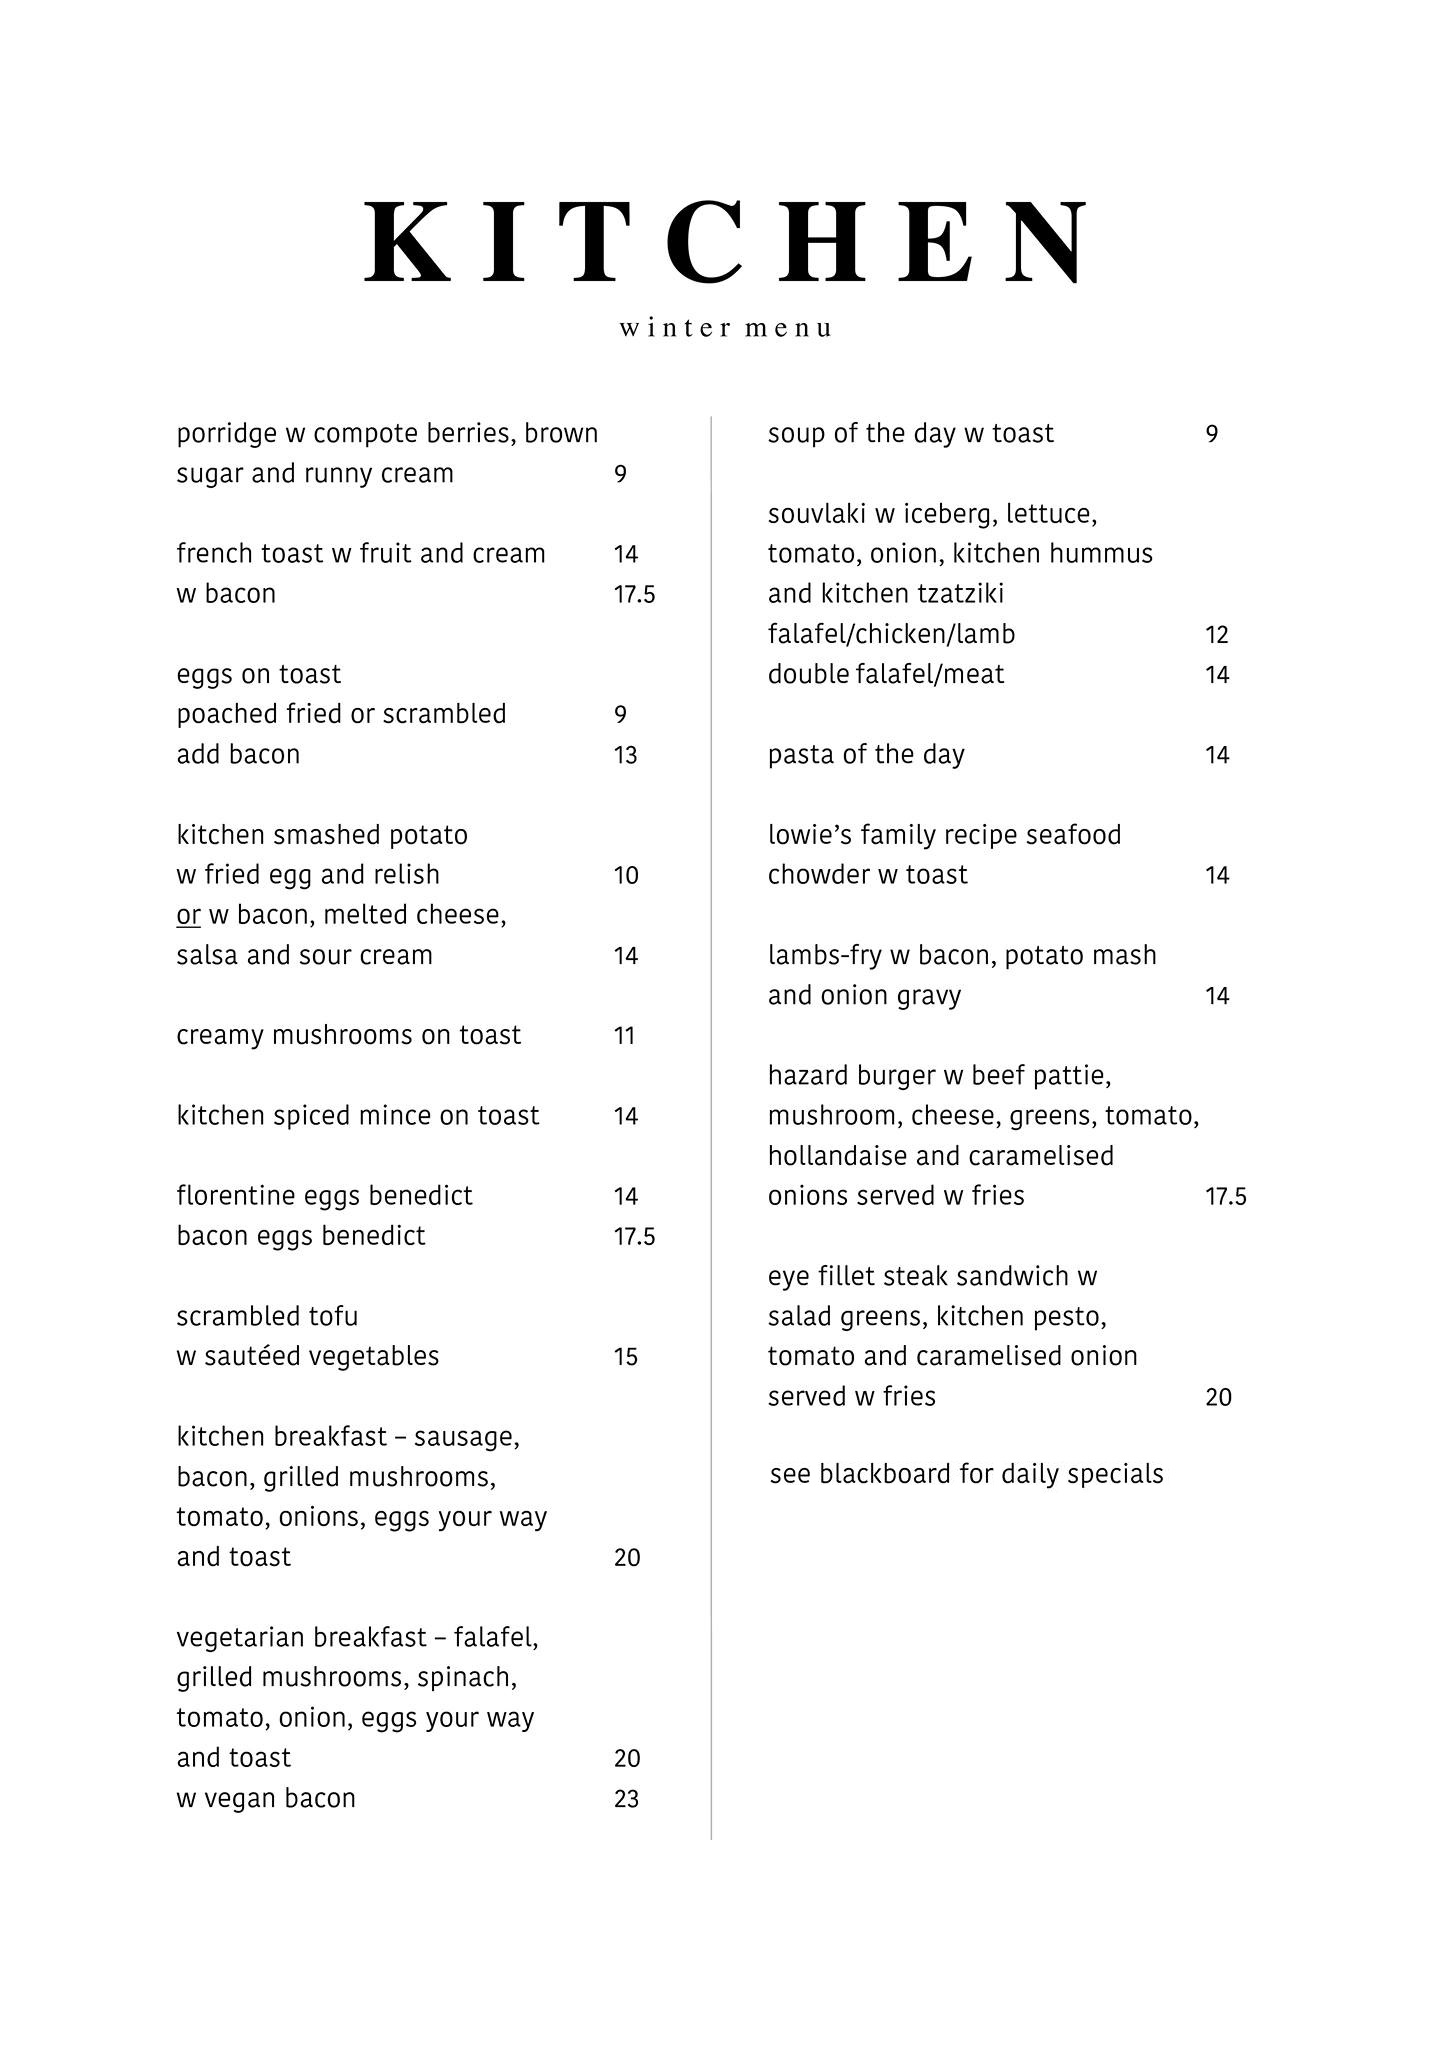 KITCHEN
winter menu
porridge w compote berries, brown
sugar and runny cream 9
french toast w fruit and cream 14
w bacon 17.5
eggs on toast
poached fried or scrambled 9
add bacon 13
kitchen smashed potato
w fried egg and relish 10
or w bacon, melted cheese,
salsa and sour cream 14
creamy mushrooms on toast 11
kitchen spiced mince on toast 14
florentine eggs benedict 14
bacon eggs benedict 17.5
scrambled tofu
w sautéed vegetables 15
kitchen breakfast – sausage,
bacon, grilled mushrooms,
tomato, onions, eggs your way
and toast 20
vegetarian breakfast – falafel,
grilled mushrooms, spinach,
tomato, onion, eggs your way
and toast 20
w vegan bacon 23
soup of the day w toast 9
souvlaki w iceberg, lettuce,
tomato, onion, kitchen hummus
and kitchen tzatziki
falafel/chicken/lamb 12
double falafel/meat 14
pasta of the day 14
lowie’s family recipe seafood
chowder w toast 14
lambs-fry w bacon, potato mash
and onion gravy 14
hazard burger w beef pattie,
mushroom, cheese, greens, tomato,
hollandaise and caramelised
onions served w fries 17.5
eye fillet steak sandwich w
salad greens, kitchen pesto,
tomato and caramelised onion
served w fries 20
see blackboard for daily specials